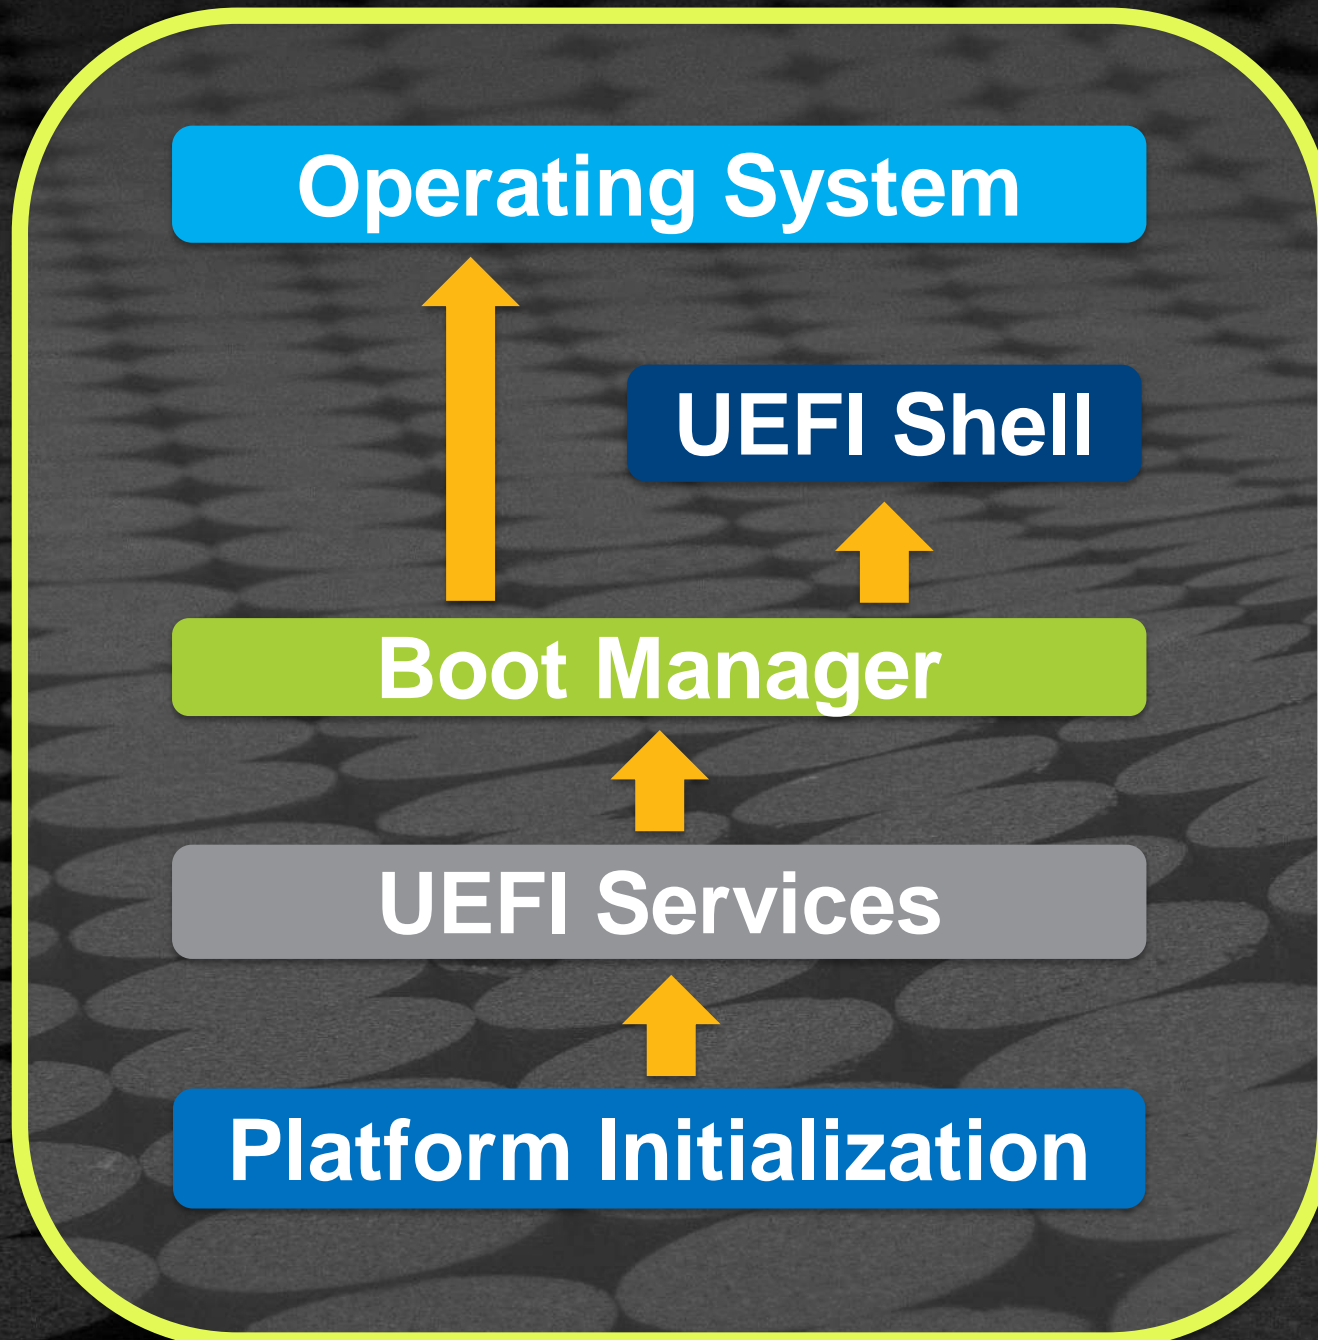 Operating System
UEFI Shell
Boot Manager
UEFI Services
Platform Initialization